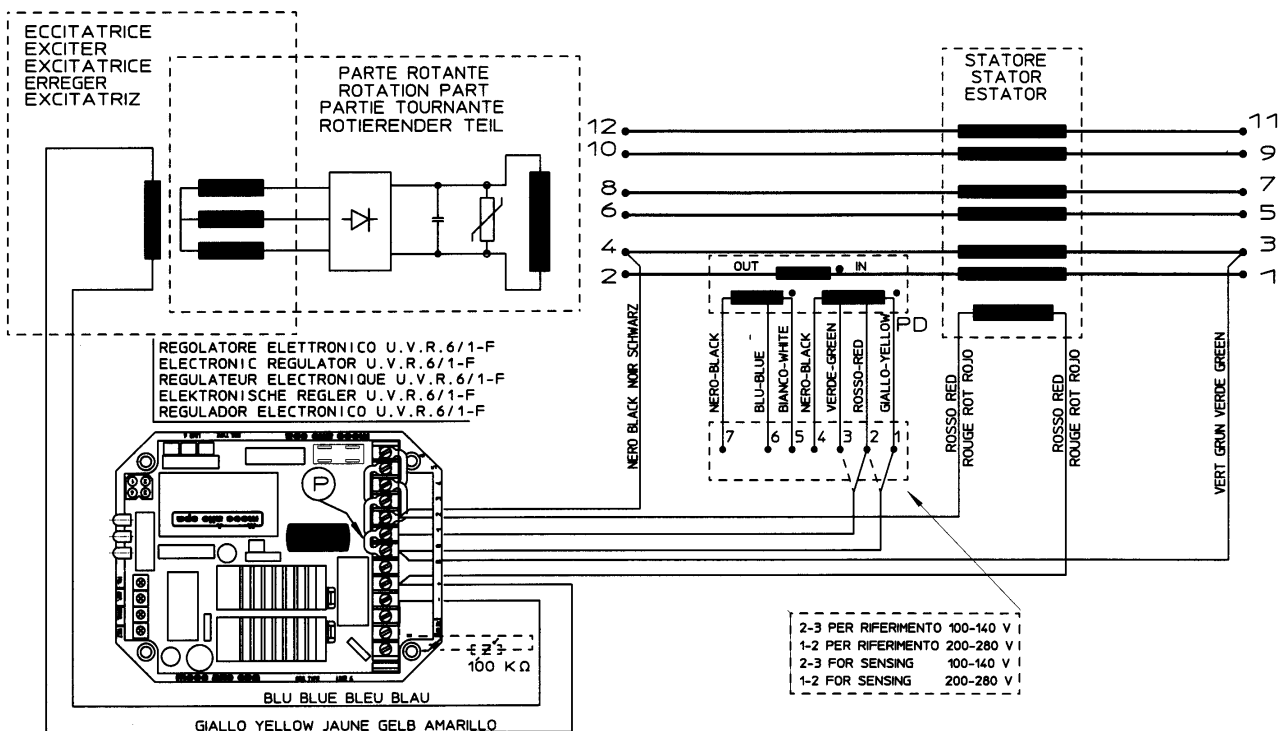 ECCITATRICE
EXCITER
EXCITATRICE
ERREGER
EXCITATRIZ
PARTE ROTANTE
ROTATION PART
PARTIE TOURNANTE
ROTIERENDER TEIL
STATORE
STATOR
ESTATOR
12
11
10
9
8
7
6
5
4
3
2
1
OUT
IN
PD
NERO BLACK NOIR SCHWARZ
NERO-BLACK
BLU-BLUE
BIANCO-WHITE
NERO-BLACK
VERDE-GREEN
ROSSO-RED
GIALLO-YELLOW
7
6
5
4
3
2
1
ROSSO RED
ROUGE ROT ROJO
ROSSO RED
ROUGE ROT ROJO
VERT GRUN VERDE GREEN
REGOLATORE ELETTRONICO U.V.R.6/1-F
ELECTRONIC REGULATOR U.V.R.6/1-F
REGULATEUR ELECTRONIQUE U.V.R.6/1-F
ELEKTRONISCHE REGLER U.V.R.6/1-F
REGULADOR ELECTRONICO U.V.R.6/1-F
P
100 KΩ
2-3 PER RIFERIMENTO 100-140 V
1-2 PER RIFERIMENTO 200-280 V
2-3 FOR SENSING 100-140 V
1-2 FOR SENSING 200-280 V
BLU BLUE BLEU BLAU
GIALLO YELLOW JAUNE GELB AMARILLO